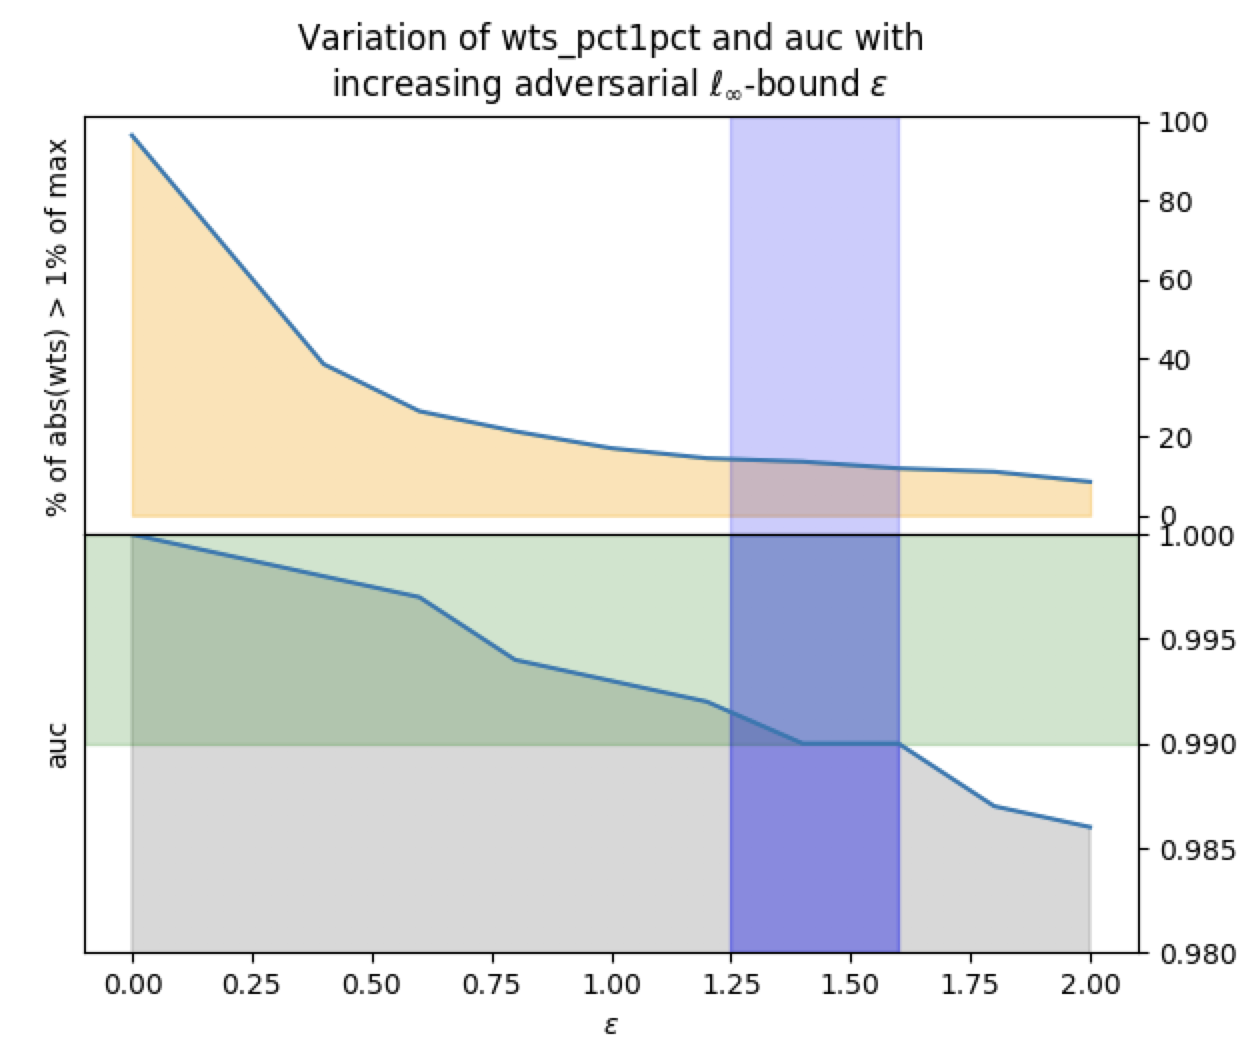 Variation of wts_pct1pct and auc with
increasing adversarial ℓ∞-bound ε
% of abs(wts) > 1% of max
100
80
60
40
20
0
auc
1.000
0.995
0.990
0.985
0.980
0.00 0.25 0.50 0.75 1.00 1.25 1.50 1.75 2.00
ε